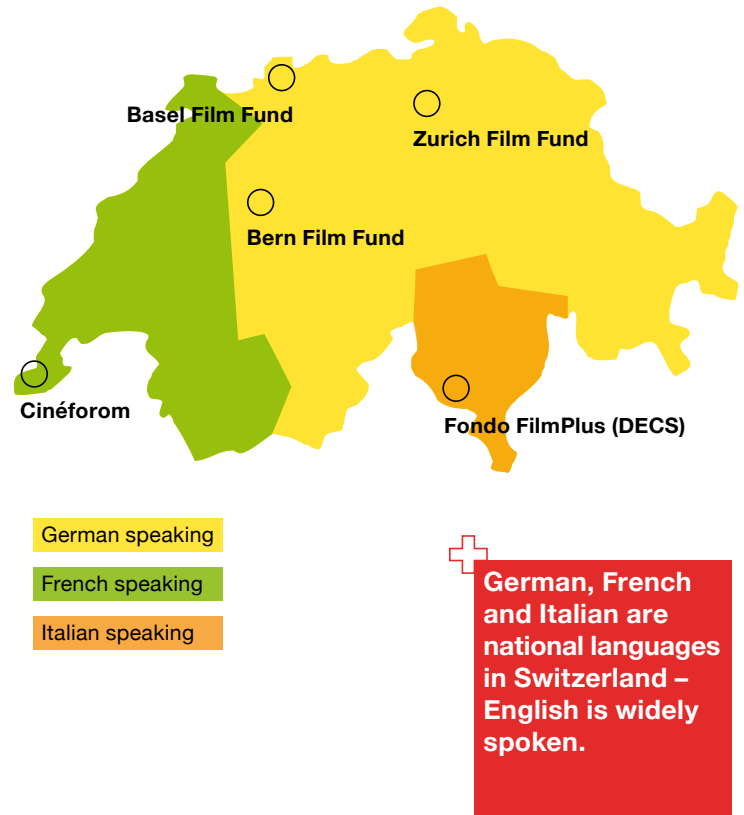 Basel Film Fund
Zurich Film Fund
Bern Film Fund
Cinéforom
Fondo FilmPlus (DECS)
German speaking
French speaking
Italian speaking
German, French
and Italian are
national languages
in Switzerland –
English is widely
spoken.